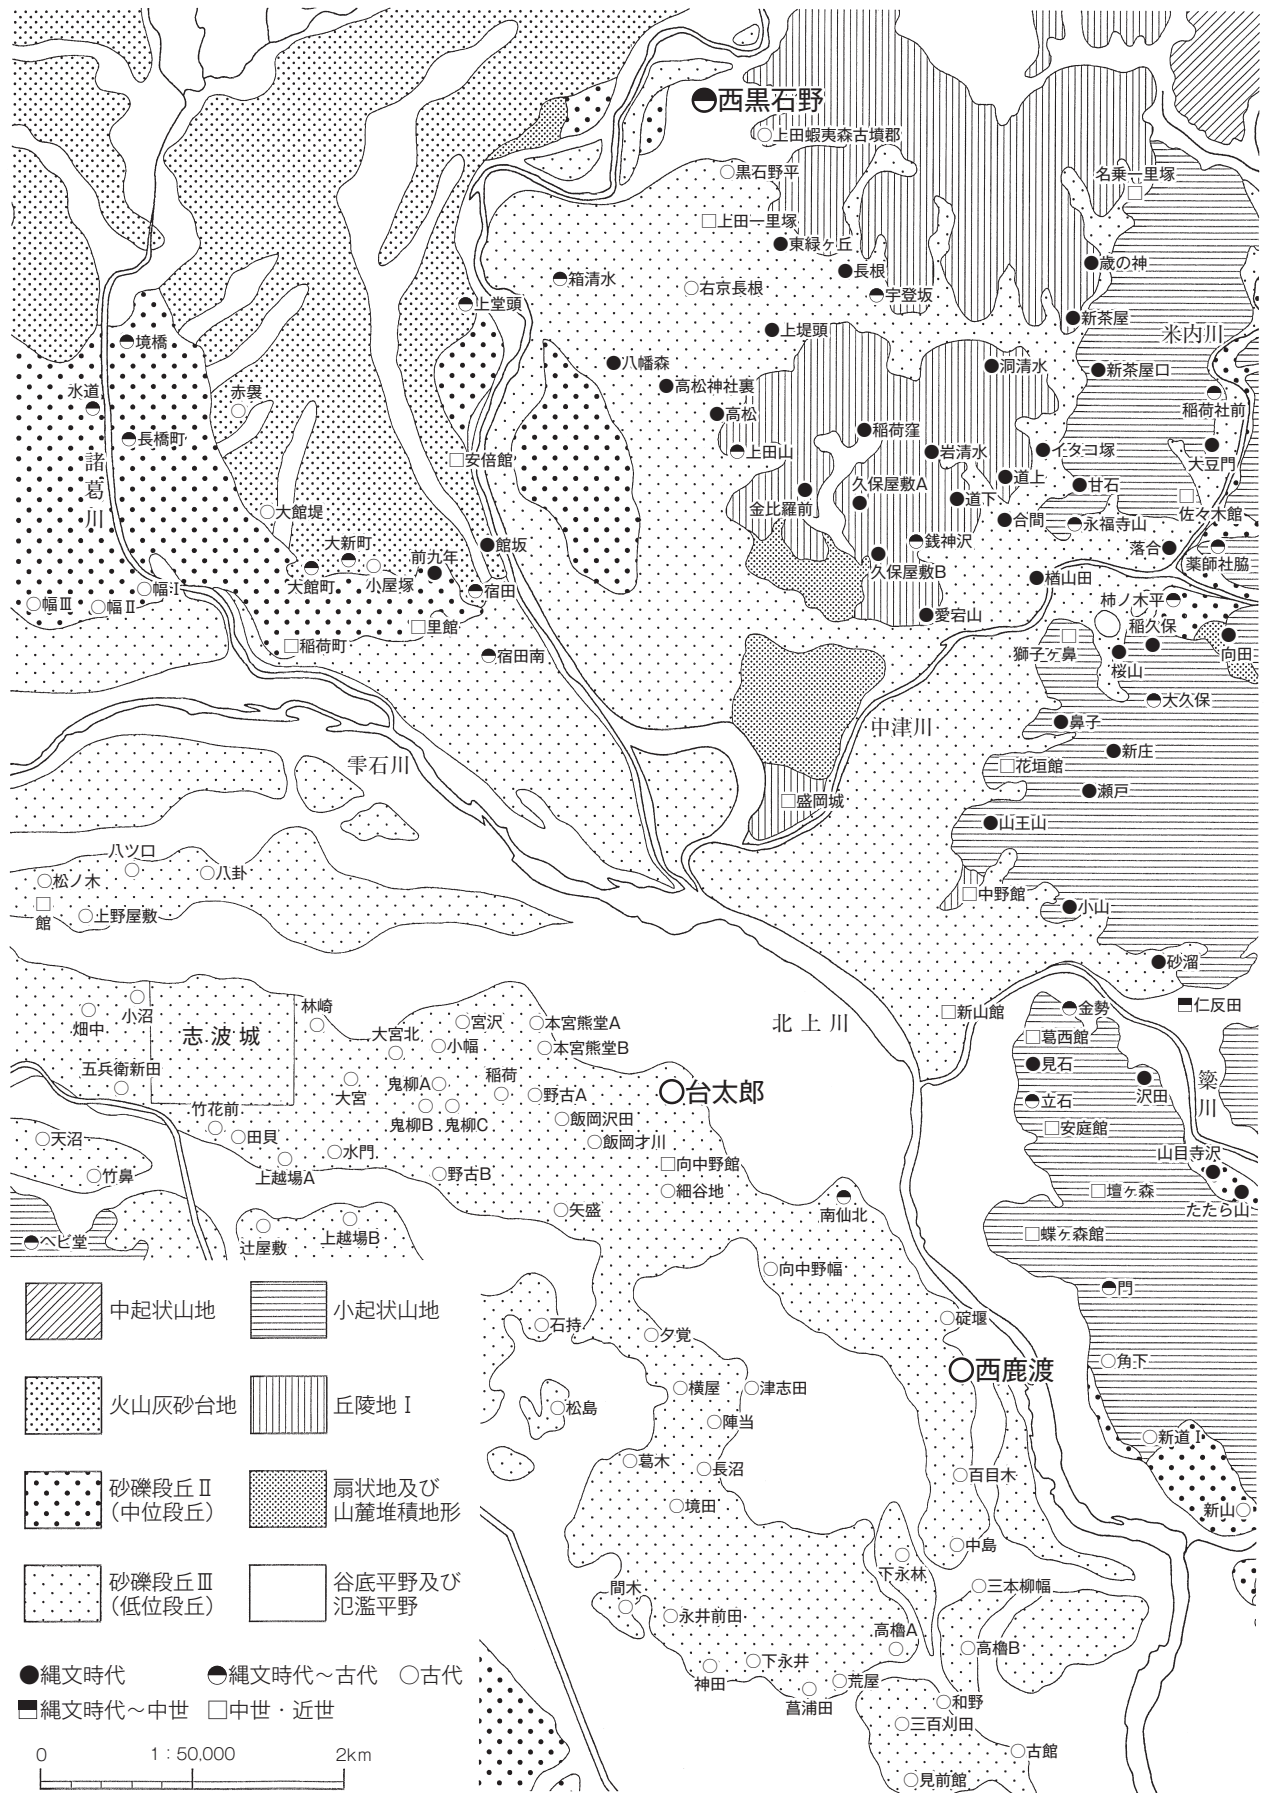 西黒石野
上田蝦夷森古墳郡
黒石野平
名乗一里塚
上田一里塚
東緑ヶ丘
歳の神
長根
箱清水
右京長根
宇登坂
上堂頭
新茶屋
米内川
上堤頭
境橋
八幡森
洞清水
新茶屋口
高松神社裏
氷道
赤袰
稲荷社前
高松
稲荷窪
長橋町
上田山
岩清水
イタコ塚
大豆門
諸葛川
安倍館
道上
久保屋敷A
甘石
金比羅前
道下
佐々木館
大館堤
合間
永福寺山
大新町
館坂
銭神沢
落合
前九年
薬師社脇
大館町
小屋塚
久保屋敷B
楢山田
幅Ⅰ
宿田
柿ノ木平
幅Ⅲ
幅Ⅱ
愛宕山
稲久保
里館
稲荷町
宿田南
獅子ヶ鼻
桜山
向田
大久保
中津川
鼻子
雫石川
新庄
花垣館
瀬戸
盛岡城
山王山
八ツ口
松ノ木
八卦
中野館
館
上野屋敷
小山
砂溜
小沼
林崎
畑中
志波城
宮沢
本宮熊堂A
北上川
新山館
金勢
仁反田
大宮北
小幅
本宮熊堂B
葛西館
五兵衛新田
鬼柳A
稲荷
見石
大宮
野古A
台太郎
沢田
簗川
竹花前
鬼柳B
鬼柳C
飯岡沢田
立石
天沼
田貝
飯岡才川
安庭館
水門
向中野館
山目寺沢
竹鼻
上越場A
野古B
細谷地
壇ヶ森
矢盛
南仙北
たたら山
ヘビ堂
辻屋敷
上越場B
蝶ヶ森館
向中野幅
門
中起状山地
小起状山地
石持
夕覚
碇堰
西鹿渡
角下
火山灰砂台地
丘陵地Ⅰ
松島
横屋
津志田
陣当
新道Ⅰ
葛木
長沼
百目木
砂礫段丘Ⅱ
(中位段丘)
扇状地及び
山麓堆積地形
境田
新山
中島
下永林
砂礫段丘Ⅲ
(低位段丘)
谷底平野及び
氾濫平野
間木
三本柳幅
永井前田
高櫓A
高櫓B
縄文時代
縄文時代～古代
古代
神田
下永井
荒屋
菖浦田
縄文時代～中世
中世・近世
和野
三百刈田
古館
見前館
0
1：50,000
2km